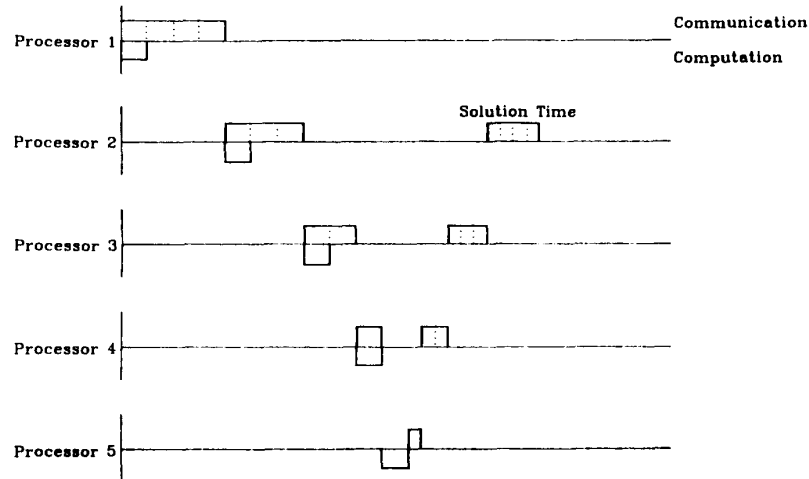 Communication
Processor 1
Computation
Solution Time
Processor 2
Processor 3
Processor 4
Processor 5